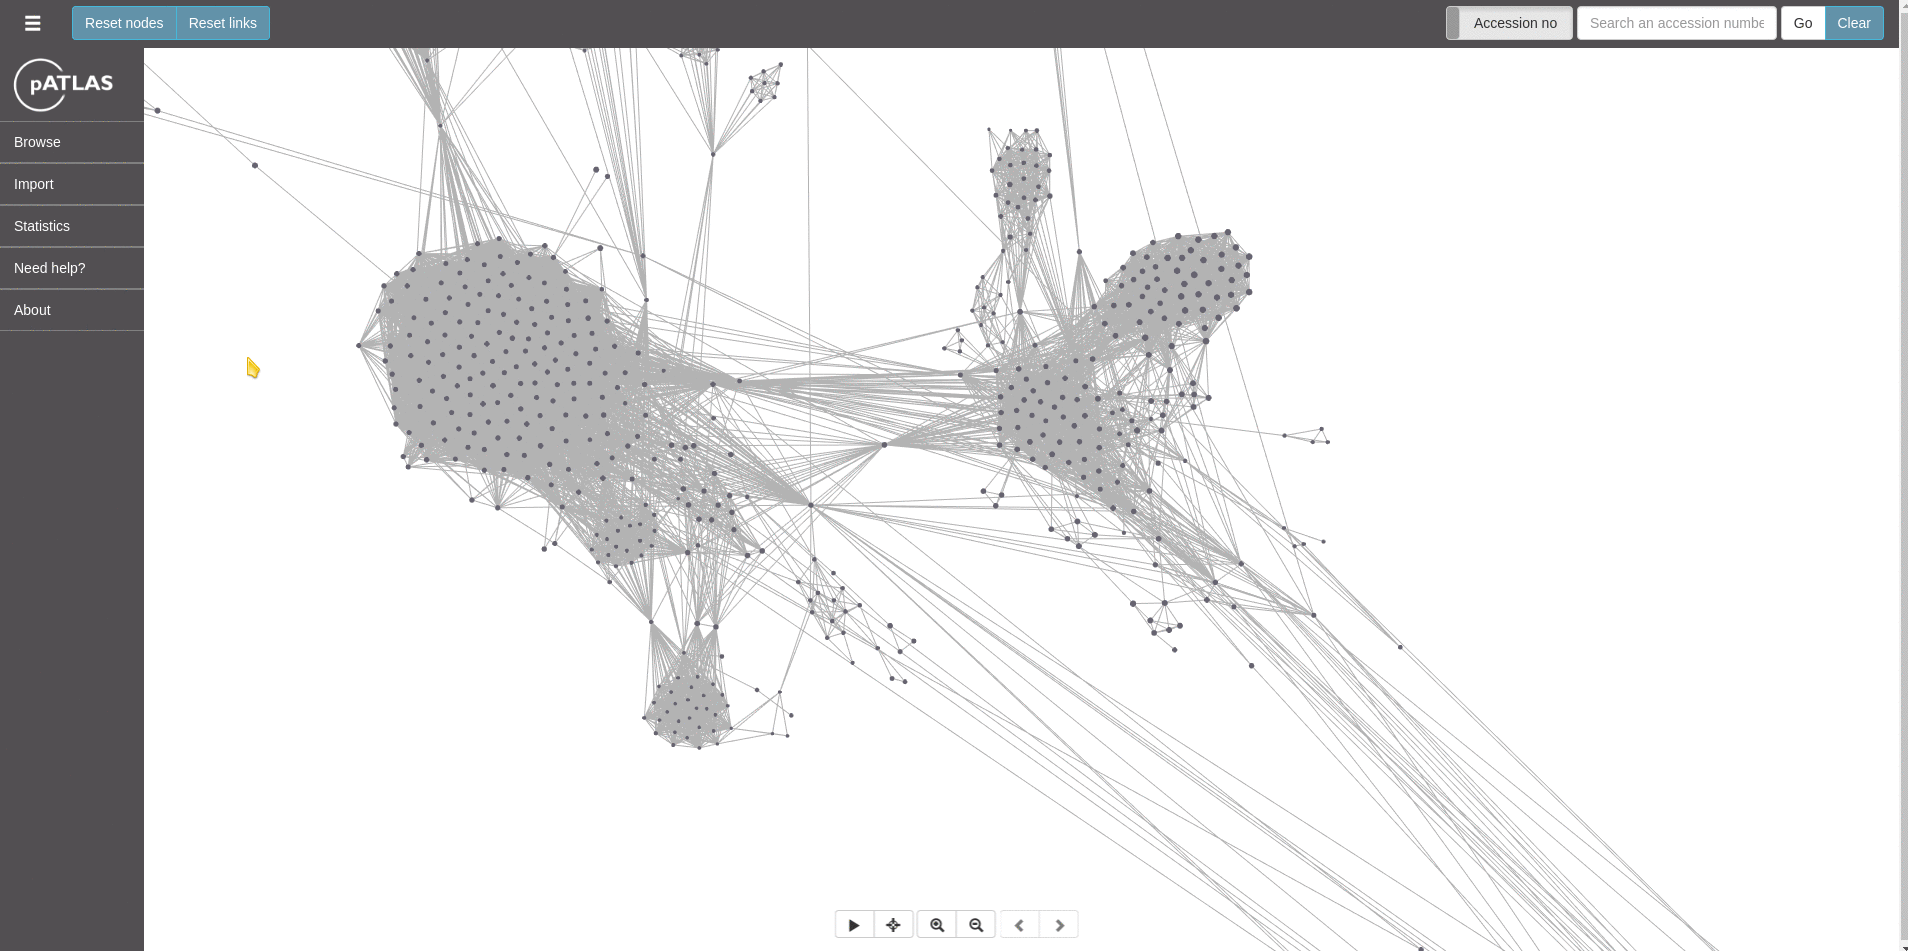 Reset nodes Reset links Accession no Search an accession numbe Go Clear
pATLAS
Browse
Import
Statistics
Need help?
About